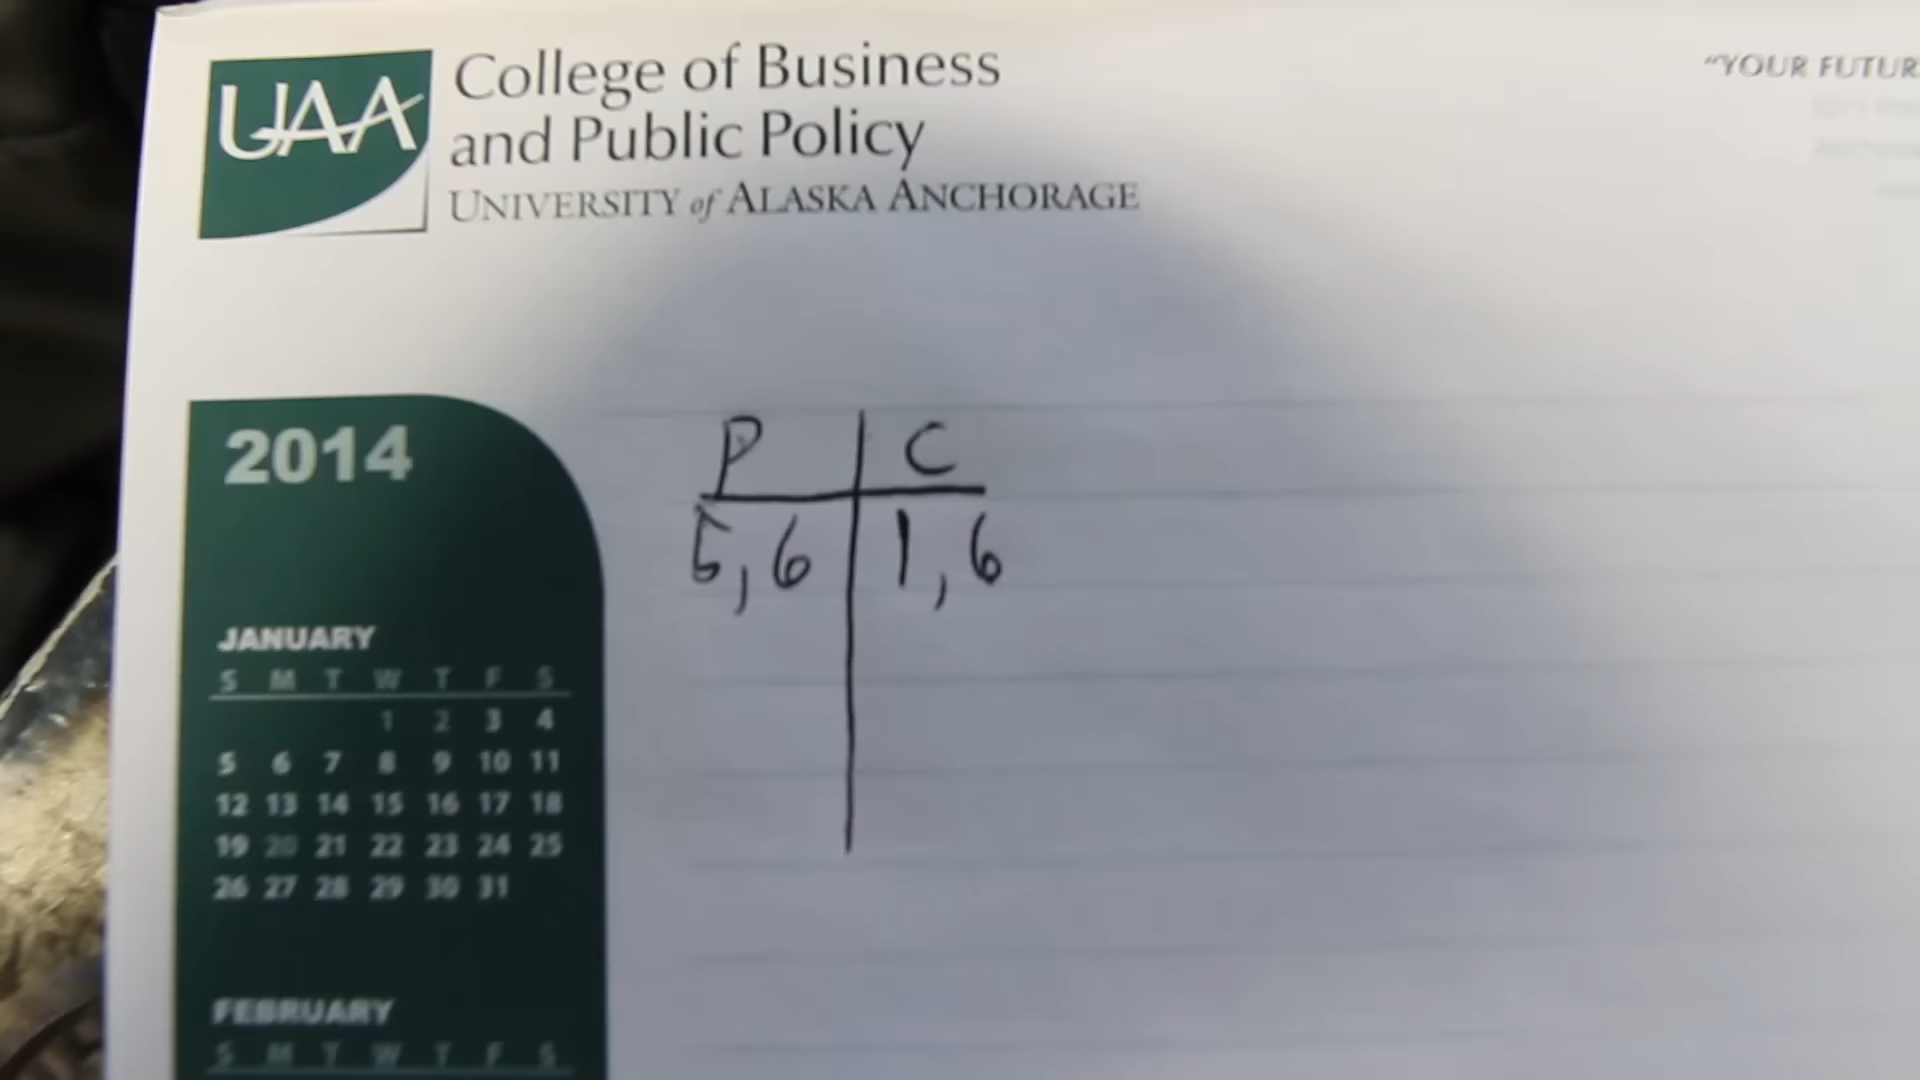 UAA
College of Business
and Public Policy
UNIVERSITY of ALASKA ANCHORAGE
"YOUR FUTUR
2014
P C
5, 6 1, 6
JANUARY
S M T W T F S
1 2 3 4
5 6 7 8 9 10 11
12 13 14 15 16 17 18
19 20 21 22 23 24 25
26 27 28 29 30 31
FEBRUARY
S M T W T F S